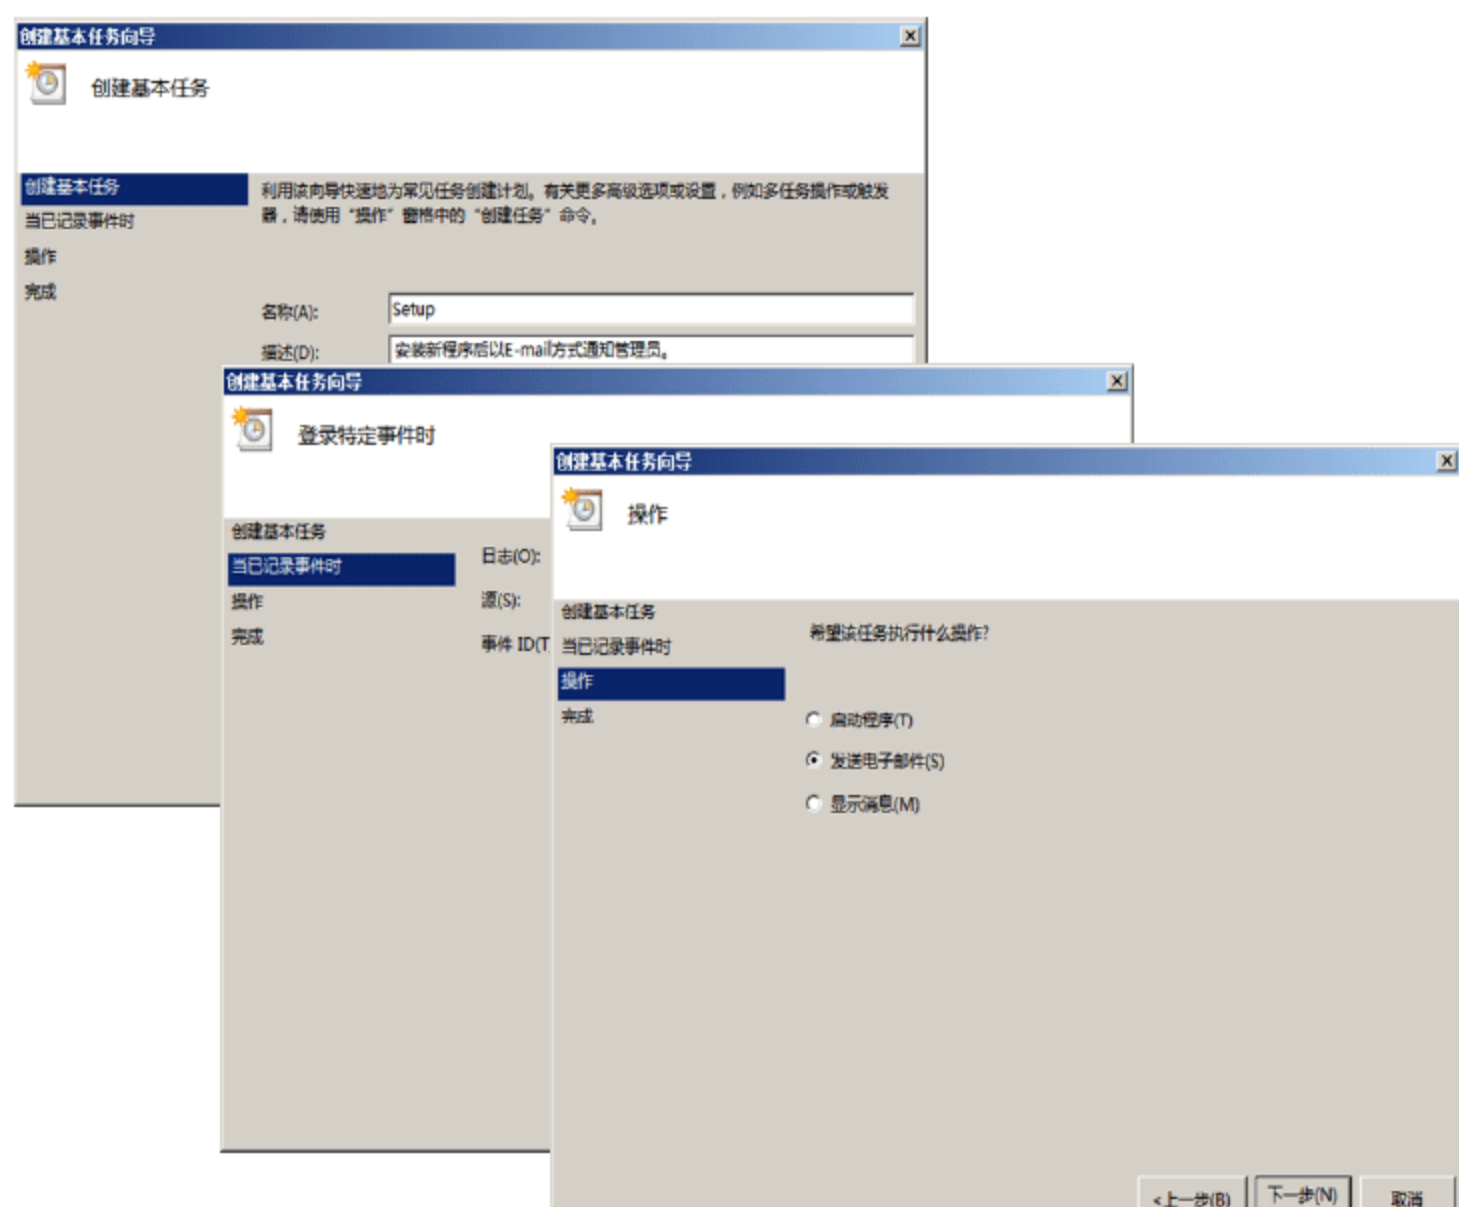 创建基本任务向导
创建基本任务
创建基本任务
当已记录事件时
操作
完成
利用该向导快速地为常见任务创建计划。有关更多高级选项或设置，例如多任务操作或触发
器，请使用“操作”窗格中的“创建任务”命令。
名称(A):
Setup
描述(D):
安装新程序后以E-mail方式通知管理员。
创建基本任务向导
登录特定事件时
创建基本任务
当已记录事件时
操作
完成
日志(O):
源(S):
事件 ID(T
创建基本任务向导
操作
创建基本任务
当已记录事件时
操作
完成
希望该任务执行什么操作?
启动程序(T)
发送电子邮件(S)
显示消息(M)
<上一步(B)
下一步(N)
取消